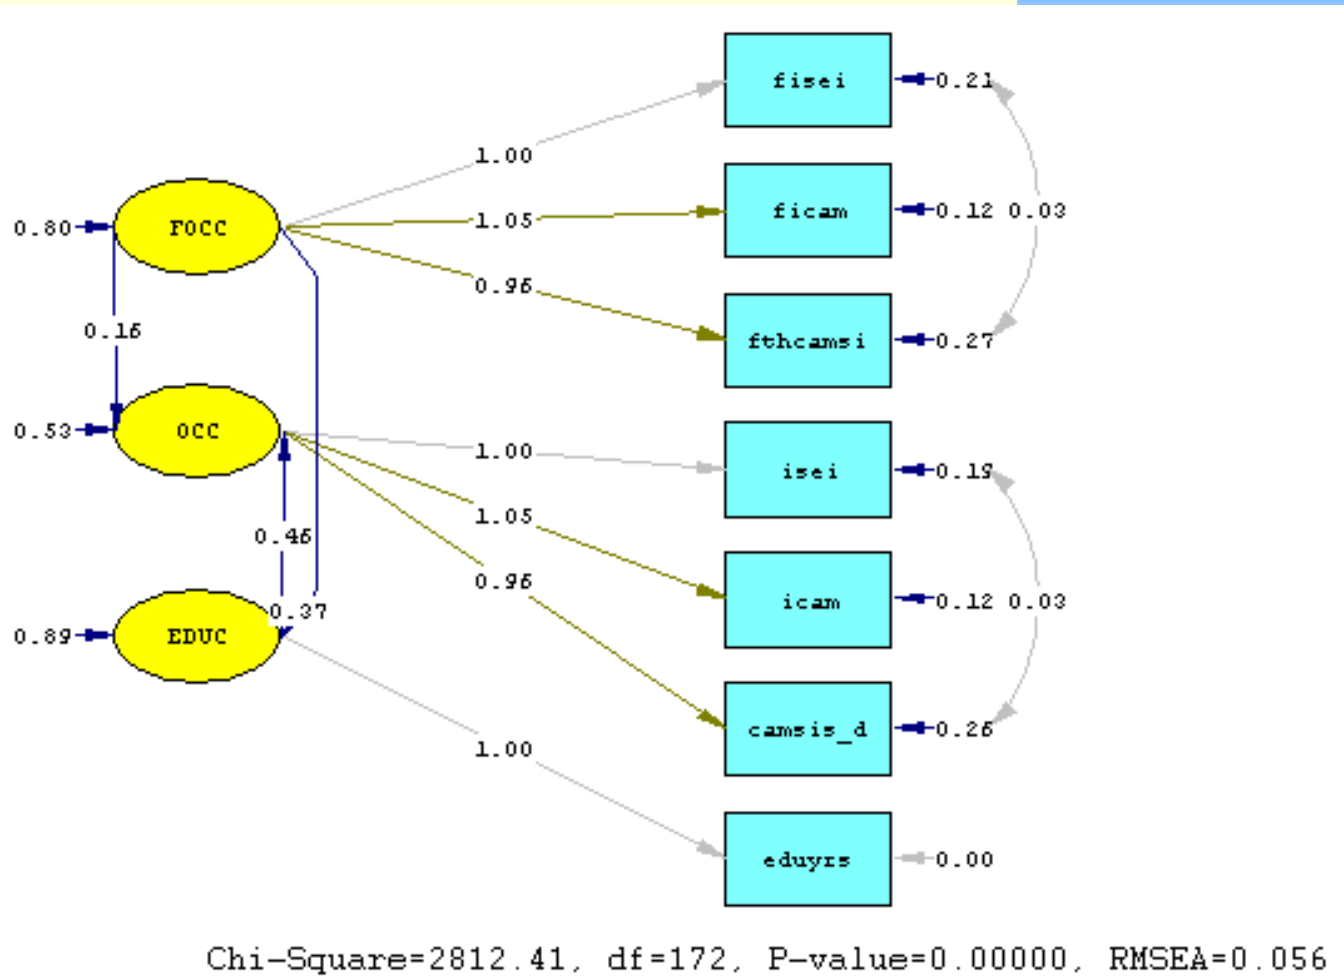 fisei
0.21
1.00
ficam
0.12 0.03
1.05
0.80
FOCC
0.96
0.16
fthcamsi
0.27
0.53
OCC
1.00
isei
0.19
1.05
0.46
0.96
icam
0.12 0.03
0.37
0.89
EDUC
camsis_d
0.26
1.00
eduyrs
0.00
Chi-Square=2812.41, df=172, P-value=0.00000, RMSEA=0.056